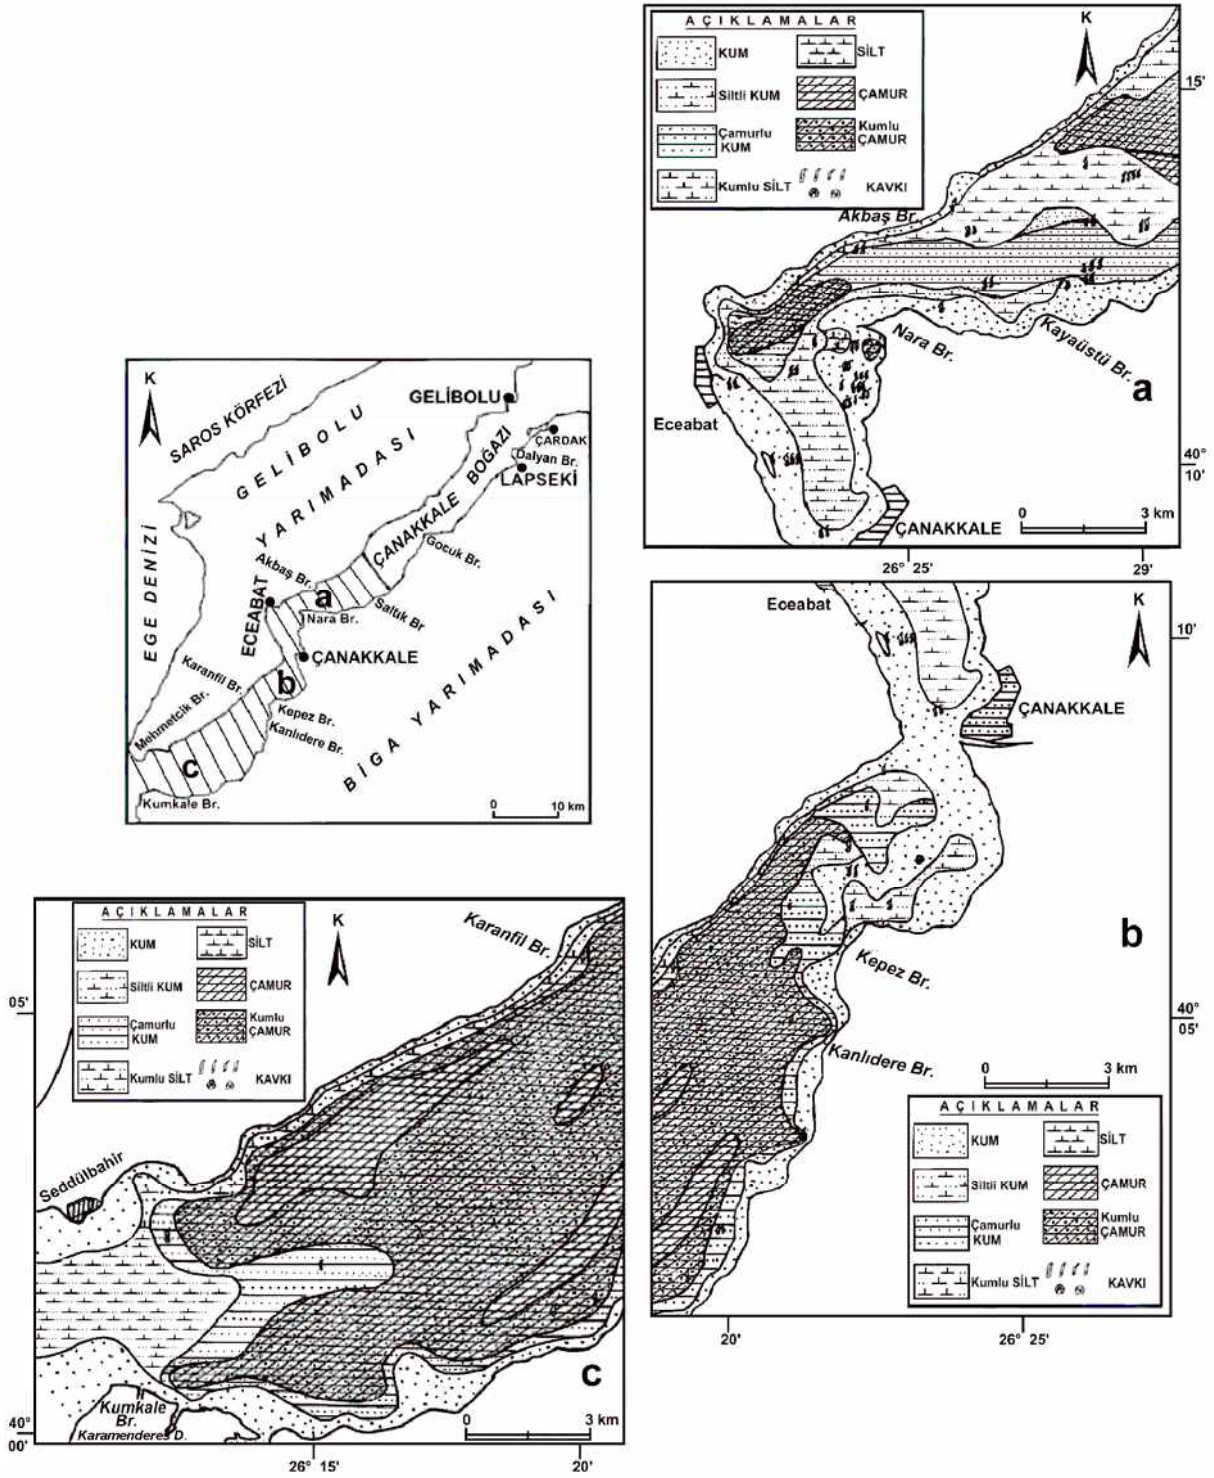 A Ç I K L A M A L A R
KUM
SİLT
Siltli KUM
ÇAMUR
Çamurlu
KUM
Kumlu
ÇAMUR
Kumlu SİLT
KAVKI
K
15'
Akbaş Br.
Nara Br.
Kayaüstü Br.
a
Eceabat
ÇANAKKALE
40°
10'
0
3 km
26° 25'
29'
K
SAROS KÖRFEZİ
GELİBOLU
YARIMADASI
GELİBOLU
ÇARDAK
Dalyan Br.
LAPSEKİ
ÇANAKKALE BOĞAZI
EGE DENİZİ
Gocuk Br.
Akbaş Br.
ECEABAT
a
Saltık Br
Nara Br.
ÇANAKKALE
Karanfil Br.
b
Kepez Br.
Mehmetcik Br.
Kanlıdere Br.
BİGA YARIMADASI
c
Kumkale Br.
0
10 km
Eceabat
K
10'
ÇANAKKALE
b
Kepez Br.
40°
05'
Kanlıdere Br.
0
3 km
A Ç I K L A M A L A R
KUM
SİLT
Siltli KUM
ÇAMUR
Çamurlu
KUM
Kumlu
ÇAMUR
Kumlu SİLT
KAVKI
20'
26° 25'
A Ç I K L A M A L A R
KUM
SİLT
Siltli KUM
ÇAMUR
Çamurlu
KUM
Kumlu
ÇAMUR
Kumlu SİLT
KAVKI
K
Karanfil Br.
05'
Seddülbahir
c
Kumkale
Br.
Karamenderes D.
0
3 km
40°
00'
26° 15'
20'